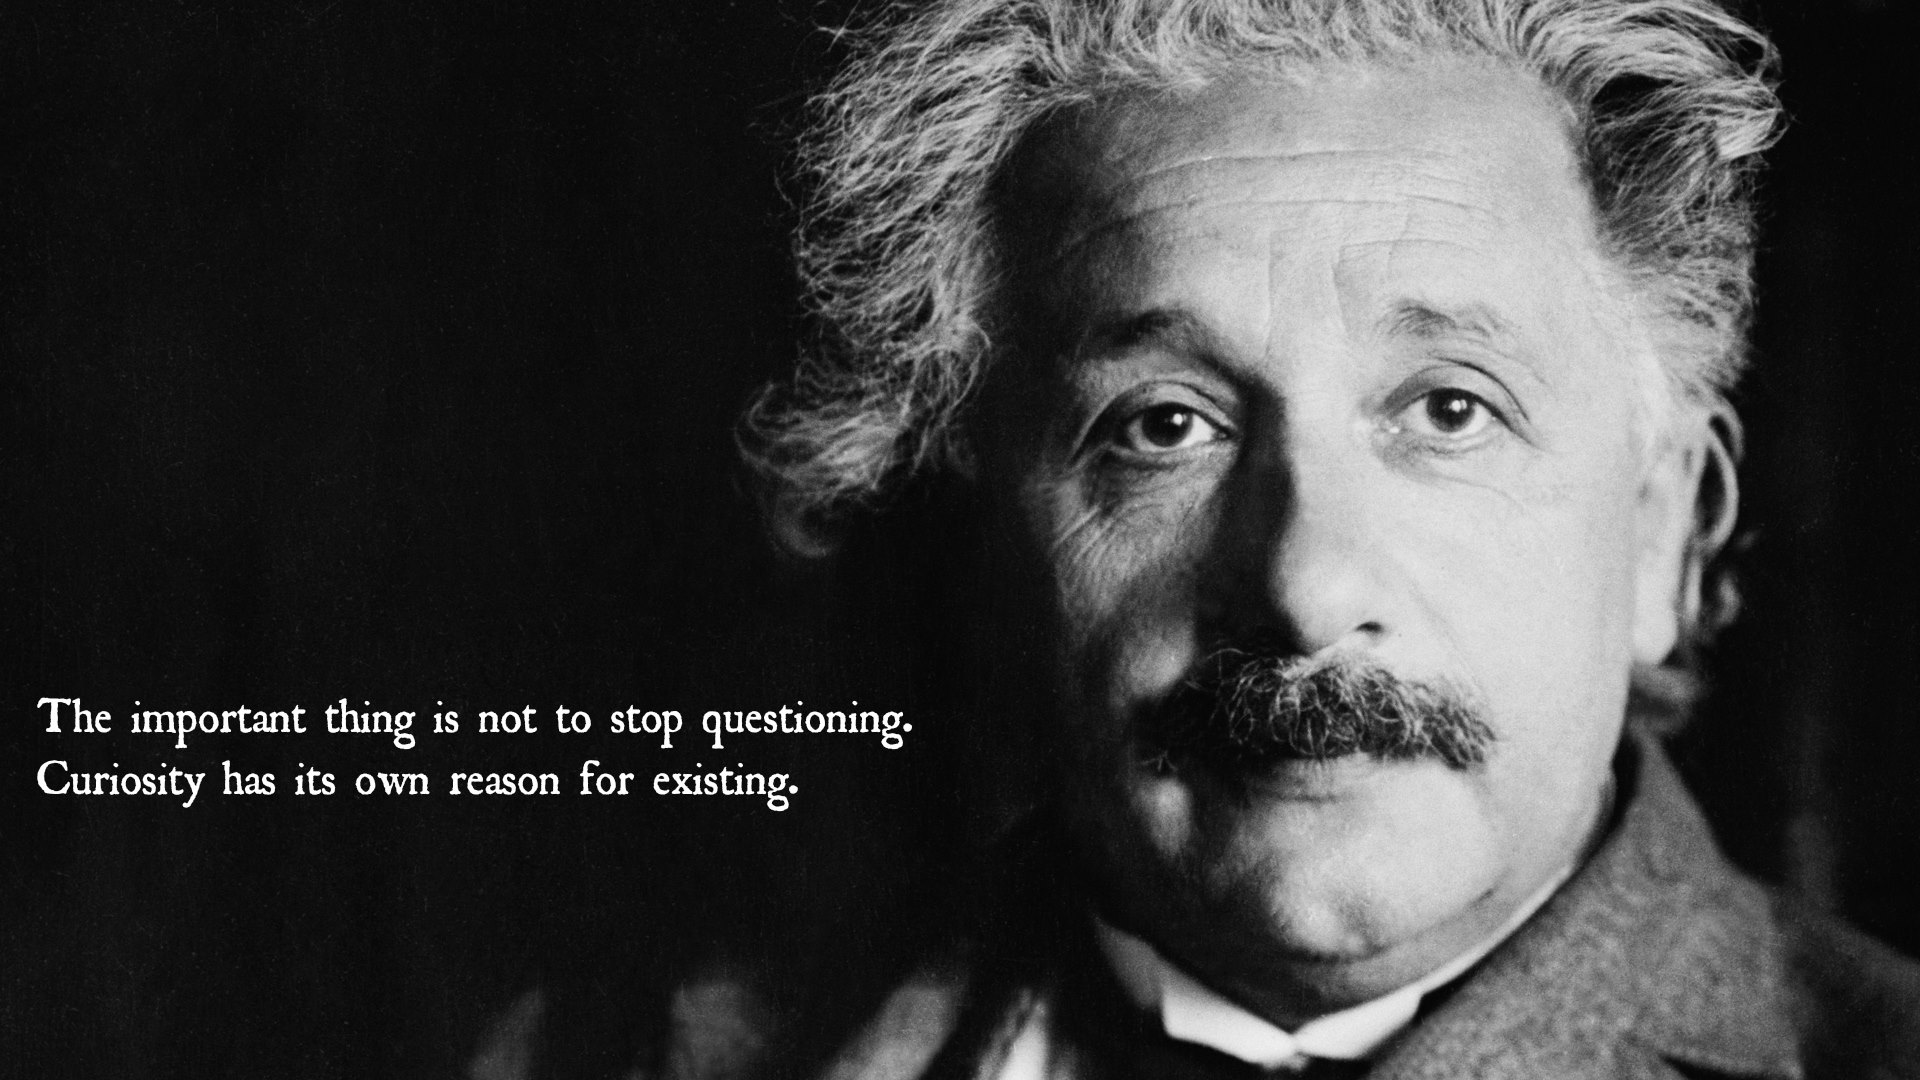 The important thing is not to stop questioning.
Curiosity has its own reason for existing.